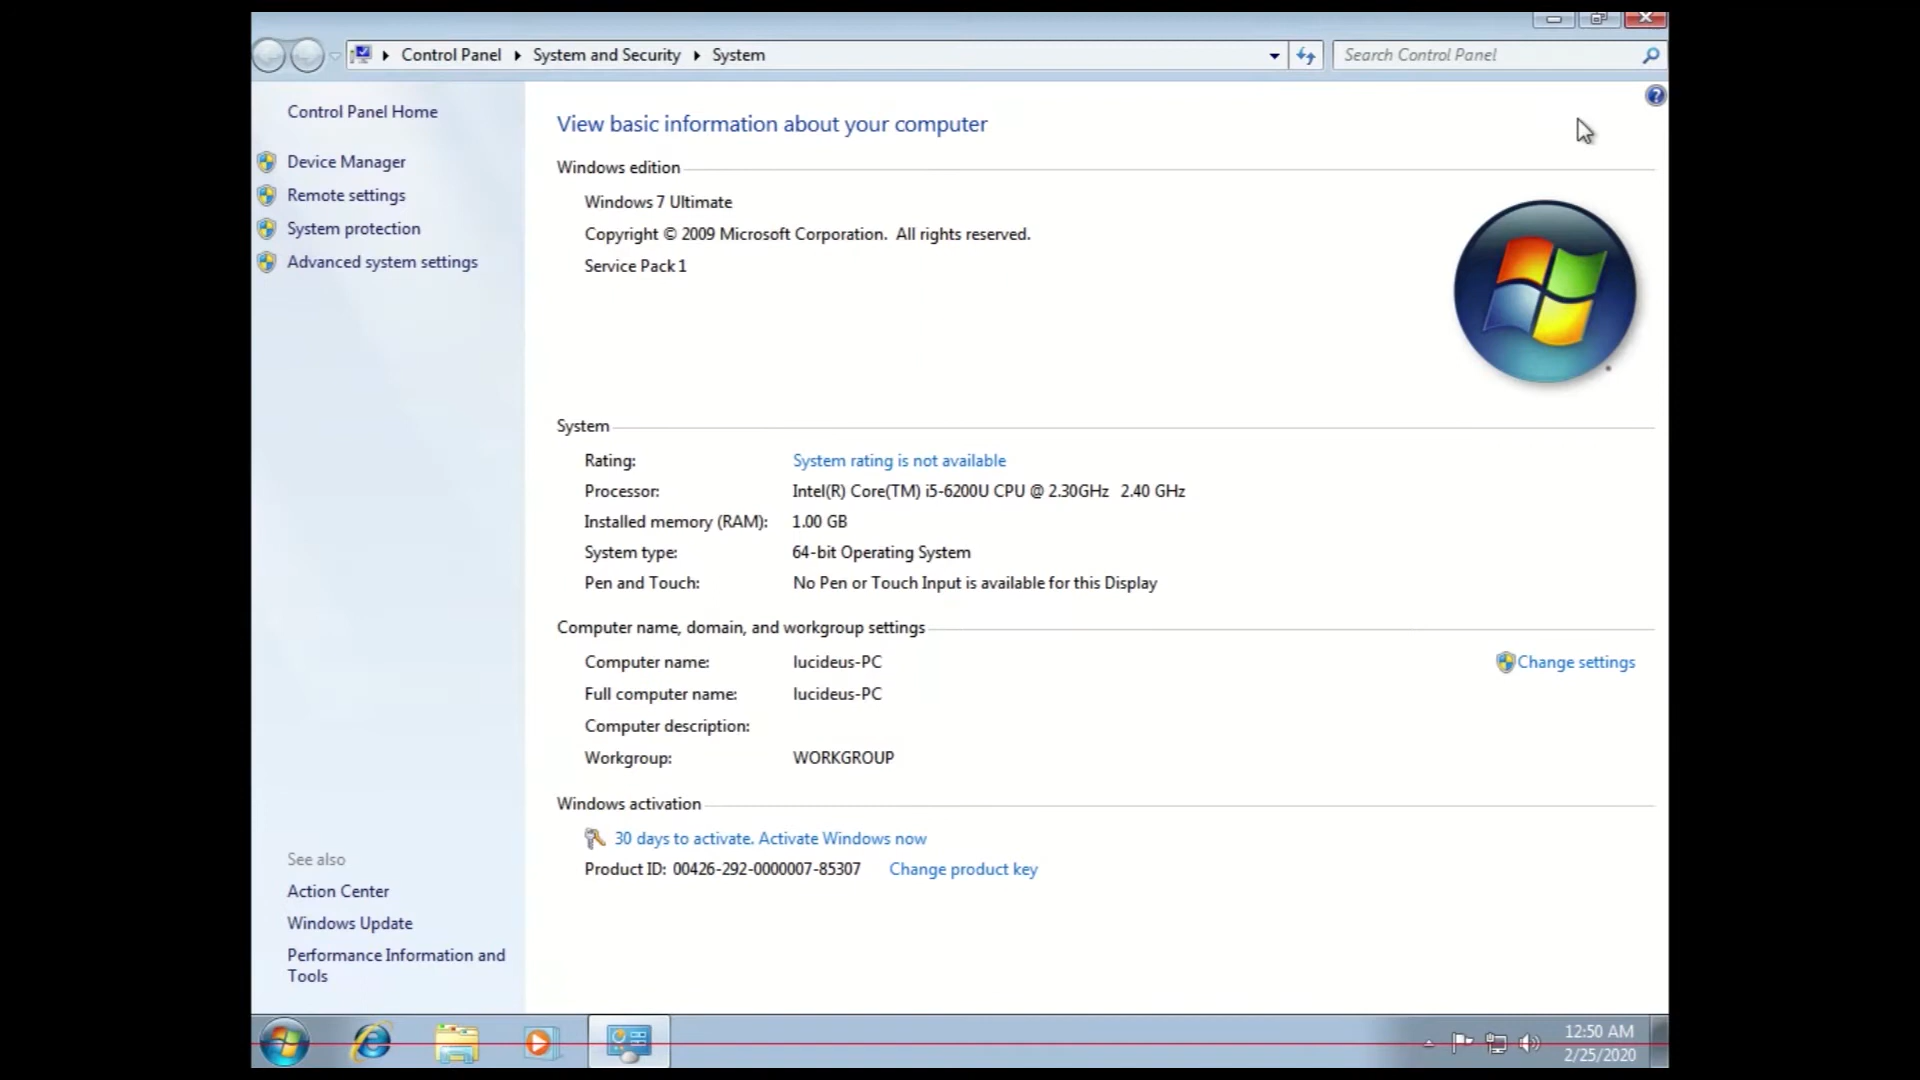 Control Panel System and Security System
Search Control Panel
Control Panel Home
Device Manager
Remote settings
System protection
Advanced system settings
View basic information about your computer
Windows edition
Windows 7 Ultimate
Copyright © 2009 Microsoft Corporation. All rights reserved.
Service Pack 1
System
Rating: System rating is not available
Processor: Intel(R) Core(TM) i5-6200U CPU @ 2.30GHz 2.40 GHz
Installed memory (RAM): 1.00 GB
System type: 64-bit Operating System
Pen and Touch: No Pen or Touch Input is available for this Display
Computer name, domain, and workgroup settings
Computer name: lucideus-PC Change settings
Full computer name: lucideus-PC
Computer description:
Workgroup: WORKGROUP
Windows activation
30 days to activate. Activate Windows now
Product ID: 00426-292-0000007-85307 Change product key
See also
Action Center
Windows Update
Performance Information and
Tools
12:50 AM
2/25/2020